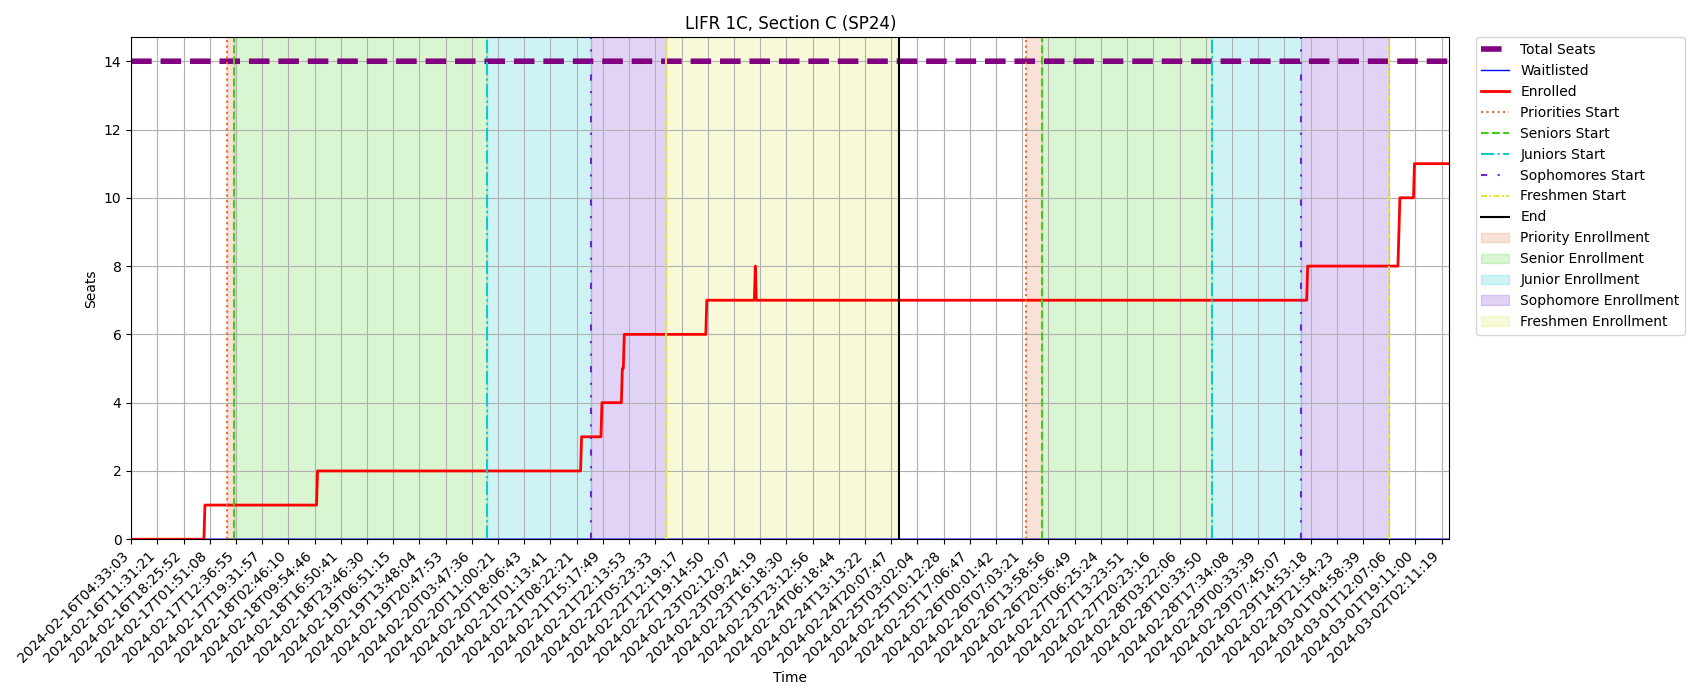 LIFR 1C, Section C (SP24)
Seats
14
12
10
8
6
4
2
0
2024-02-16T04:33:03
2024-02-16T11:31:21
2024-02-16T18:25:52
2024-02-17T01:51:08
2024-02-17T12:36:55
2024-02-17T19:31:57
2024-02-18T02:46:10
2024-02-18T09:54:46
2024-02-18T16:50:41
2024-02-18T23:46:30
2024-02-19T06:51:15
2024-02-19T13:48:04
2024-02-19T20:47:53
2024-02-20T03:47:36
2024-02-20T11:00:21
2024-02-20T18:06:43
2024-02-21T01:13:41
2024-02-21T08:22:21
2024-02-21T15:17:49
2024-02-21T22:13:53
2024-02-22T05:23:33
2024-02-22T12:19:17
2024-02-22T19:14:50
2024-02-23T02:12:07
2024-02-23T09:24:19
2024-02-23T16:18:30
2024-02-23T23:12:56
2024-02-24T06:18:44
2024-02-24T13:13:22
2024-02-24T20:07:47
2024-02-25T03:02:04
2024-02-25T10:12:28
2024-02-25T17:06:47
2024-02-26T00:01:42
2024-02-26T07:03:21
2024-02-26T13:58:56
2024-02-26T20:56:49
2024-02-27T06:25:24
2024-02-27T13:23:51
2024-02-27T20:23:16
2024-02-28T03:22:06
2024-02-28T10:33:50
2024-02-28T17:34:08
2024-02-29T00:33:39
2024-02-29T07:45:07
2024-02-29T14:53:18
2024-02-29T21:54:23
2024-03-01T04:58:39
2024-03-01T12:07:06
2024-03-01T19:11:00
2024-03-02T02:11:19
Time
Total Seats
Waitlisted
Enrolled
Priorities Start
Seniors Start
Juniors Start
Sophomores Start
Freshmen Start
End
Priority Enrollment
Senior Enrollment
Junior Enrollment
Sophomore Enrollment
Freshmen Enrollment